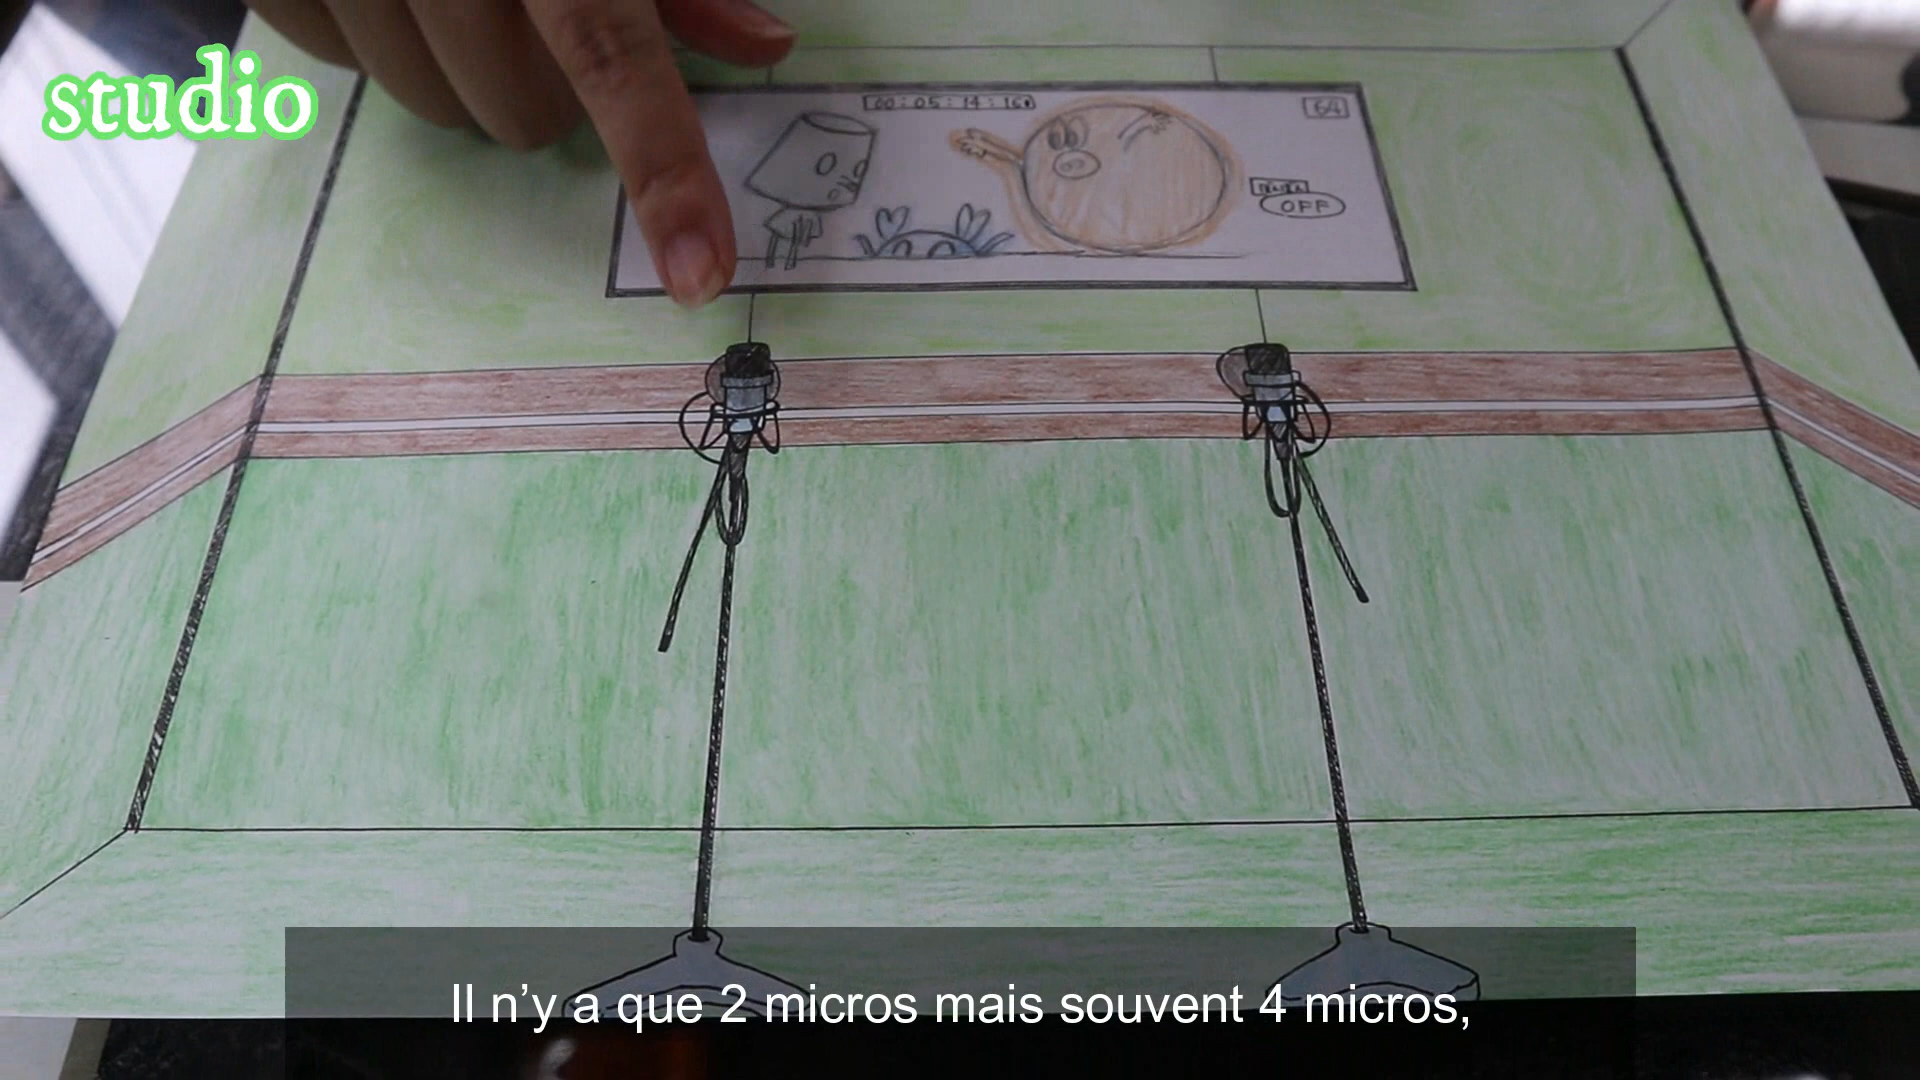 studio
00:05:14:16
64
OFF
Il n’y a que 2 micros mais souvent 4 micros,